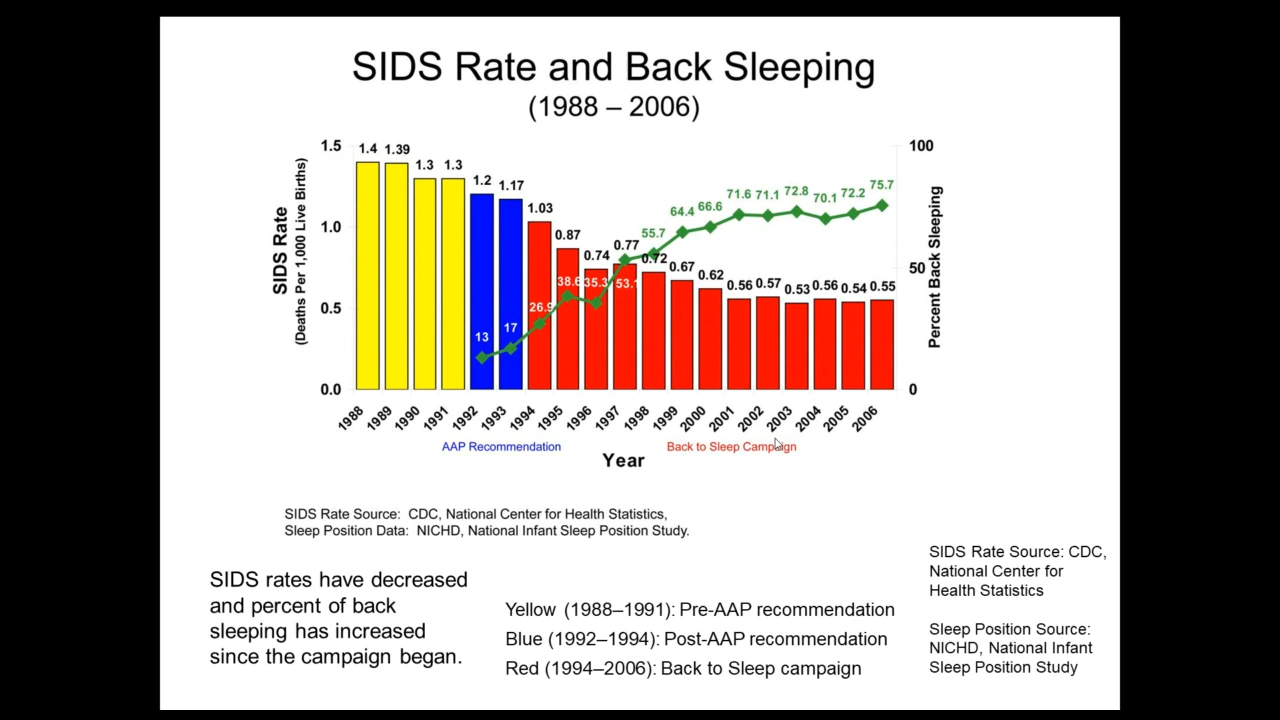 SIDS Rate and Back Sleeping
(1988 – 2006)
SIDS Rate
(Deaths Per 1,000 Live Births)
1.5
1.0
0.5
0.0
1.4
1.39
1.3
1.3
1.2
1.17
1.03
0.87
0.74
0.77
0.72
0.67
0.62
0.56
0.57
0.53
0.56
0.54
0.55
13
17
26.9
38.6
35.3
53.1
55.7
64.4
66.6
71.6
71.1
72.8
70.1
72.2
75.7
100
50
0
Percent Back Sleeping
1988
1989
1990
1991
1992
1993
1994
1995
1996
1997
1998
1999
2000
2001
2002
2003
2004
2005
2006
AAP Recommendation
Back to Sleep Campaign
Year
SIDS Rate Source: CDC, National Center for Health Statistics,
Sleep Position Data: NICHD, National Infant Sleep Position Study.
SIDS rates have decreased
and percent of back
sleeping has increased
since the campaign began.
Yellow (1988–1991): Pre-AAP recommendation
Blue (1992–1994): Post-AAP recommendation
Red (1994–2006): Back to Sleep campaign
SIDS Rate Source: CDC,
National Center for
Health Statistics
Sleep Position Source:
NICHD, National Infant
Sleep Position Study